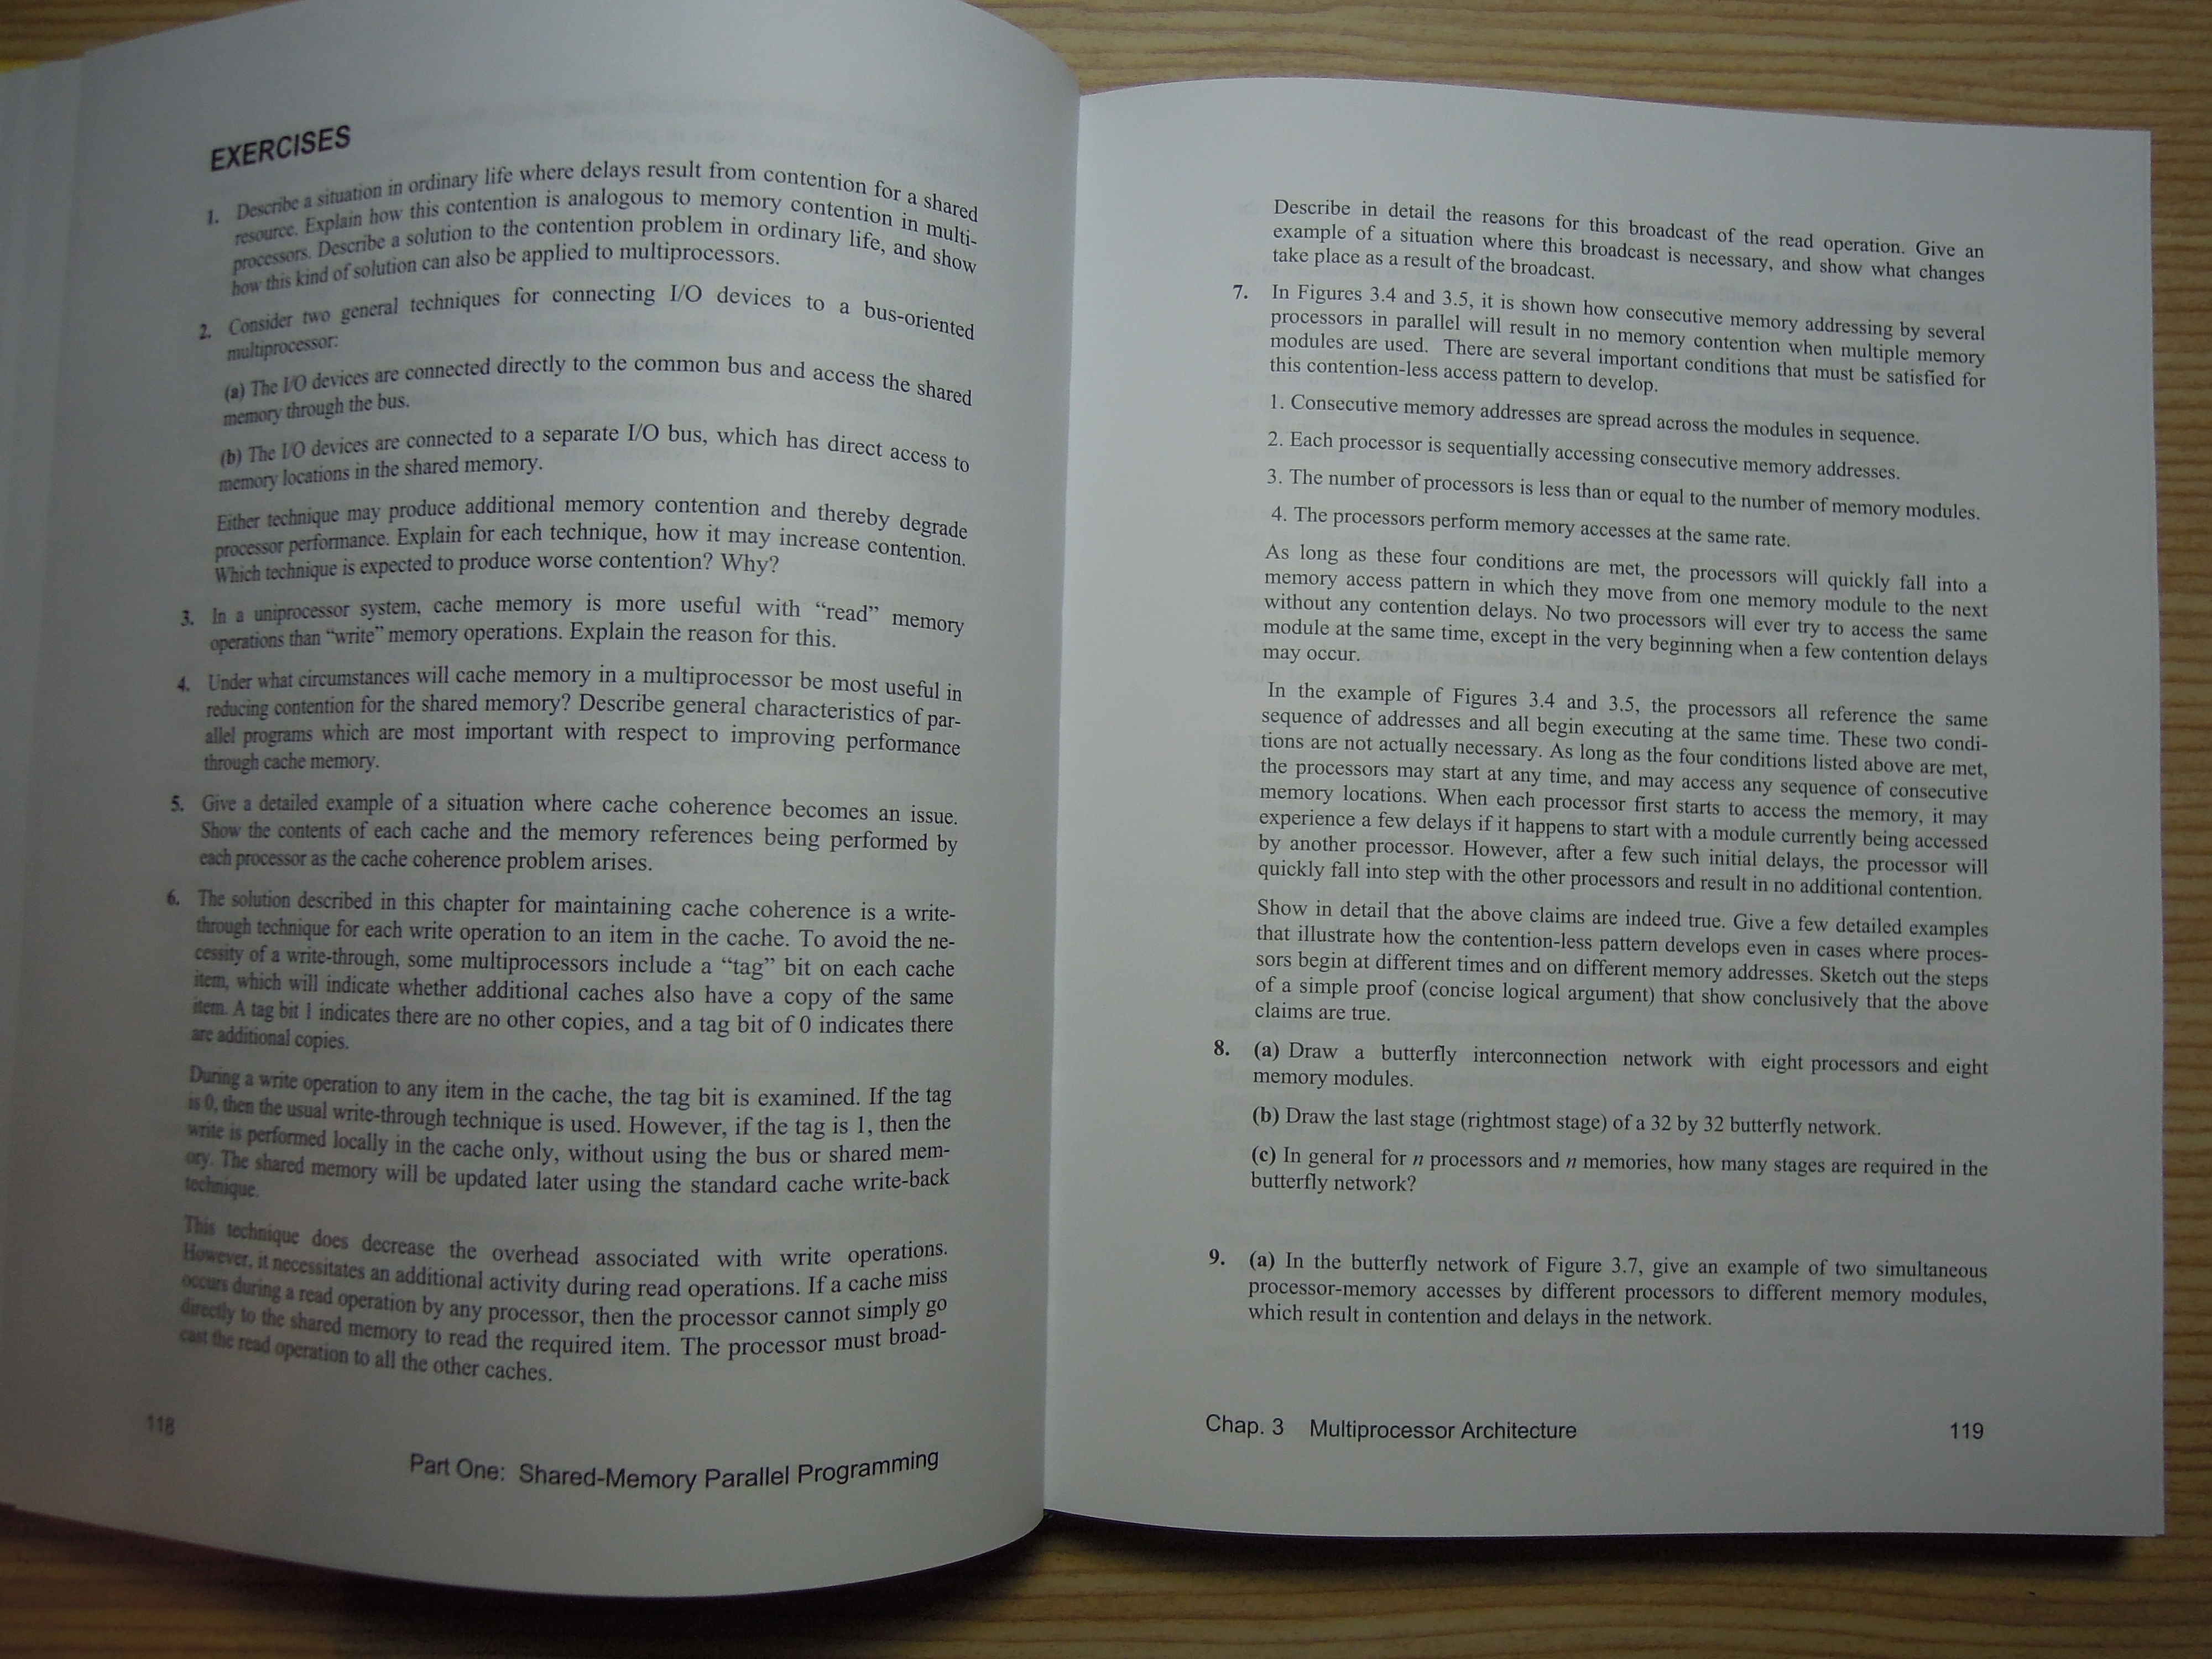 EXERCISES
1. Describe a situation in ordinary life where delays result from contention for a shared
resource. Explain how this contention is analogous to memory contention in multi-
processors. Describe a solution to the contention problem in ordinary life, and show
how this kind of solution can also be applied to multiprocessors.
2. Consider two general techniques for connecting I/O devices to a bus-oriented
multiprocessor:
(a) The I/O devices are connected directly to the common bus and access the shared
memory through the bus.
(b) The I/O devices are connected to a separate I/O bus, which has direct access to
memory locations in the shared memory.
Either technique may produce additional memory contention and thereby degrade
processor performance. Explain for each technique, how it may increase contention.
Which technique is expected to produce worse contention? Why?
3. In a uniprocessor system, cache memory is more useful with “read” memory
operations than “write” memory operations. Explain the reason for this.
4. Under what circumstances will cache memory in a multiprocessor be most useful in
reducing contention for the shared memory? Describe general characteristics of par-
allel programs which are most important with respect to improving performance
through cache memory.
5. Give a detailed example of a situation where cache coherence becomes an issue.
Show the contents of each cache and the memory references being performed by
each processor as the cache coherence problem arises.
6. The solution described in this chapter for maintaining cache coherence is a write-
through technique for each write operation to an item in the cache. To avoid the ne-
cessity of a write-through, some multiprocessors include a “tag” bit on each cache
item, which will indicate whether additional caches also have a copy of the same
item. A tag bit 1 indicates there are no other copies, and a tag bit of 0 indicates there
are additional copies.
During a write operation to any item in the cache, the tag bit is examined. If the tag
is 0, then the usual write-through technique is used. However, if the tag is 1, then the
write is performed locally in the cache only, without using the bus or shared mem-
ory. The shared memory will be updated later using the standard cache write-back
technique.
This technique does decrease the overhead associated with write operations.
However, it necessitates an additional activity during read operations. If a cache miss
occurs during a read operation by any processor, then the processor cannot simply go
directly to the shared memory to read the required item. The processor must broad-
cast the read operation to all the other caches.
118
Part One: Shared-Memory Parallel Programming
Describe in detail the reasons for this broadcast of the read operation. Give an
example of a situation where this broadcast is necessary, and show what changes
take place as a result of the broadcast.
7. In Figures 3.4 and 3.5, it is shown how consecutive memory addressing by several
processors in parallel will result in no memory contention when multiple memory
modules are used. There are several important conditions that must be satisfied for
this contention-less access pattern to develop.
1. Consecutive memory addresses are spread across the modules in sequence.
2. Each processor is sequentially accessing consecutive memory addresses.
3. The number of processors is less than or equal to the number of memory modules.
4. The processors perform memory accesses at the same rate.
As long as these four conditions are met, the processors will quickly fall into a
memory access pattern in which they move from one memory module to the next
without any contention delays. No two processors will ever try to access the same
module at the same time, except in the very beginning when a few contention delays
may occur.
In the example of Figures 3.4 and 3.5, the processors all reference the same
sequence of addresses and all begin executing at the same time. These two condi-
tions are not actually necessary. As long as the four conditions listed above are met,
the processors may start at any time, and may access any sequence of consecutive
memory locations. When each processor first starts to access the memory, it may
experience a few delays if it happens to start with a module currently being accessed
by another processor. However, after a few such initial delays, the processor will
quickly fall into step with the other processors and result in no additional contention.
Show in detail that the above claims are indeed true. Give a few detailed examples
that illustrate how the contention-less pattern develops even in cases where proces-
sors begin at different times and on different memory addresses. Sketch out the steps
of a simple proof (concise logical argument) that show conclusively that the above
claims are true.
8. (a) Draw a butterfly interconnection network with eight processors and eight
memory modules.
(b) Draw the last stage (rightmost stage) of a 32 by 32 butterfly network.
(c) In general for n processors and n memories, how many stages are required in the
butterfly network?
9. (a) In the butterfly network of Figure 3.7, give an example of two simultaneous
processor-memory accesses by different processors to different memory modules,
which result in contention and delays in the network.
Chap. 3 Multiprocessor Architecture
119